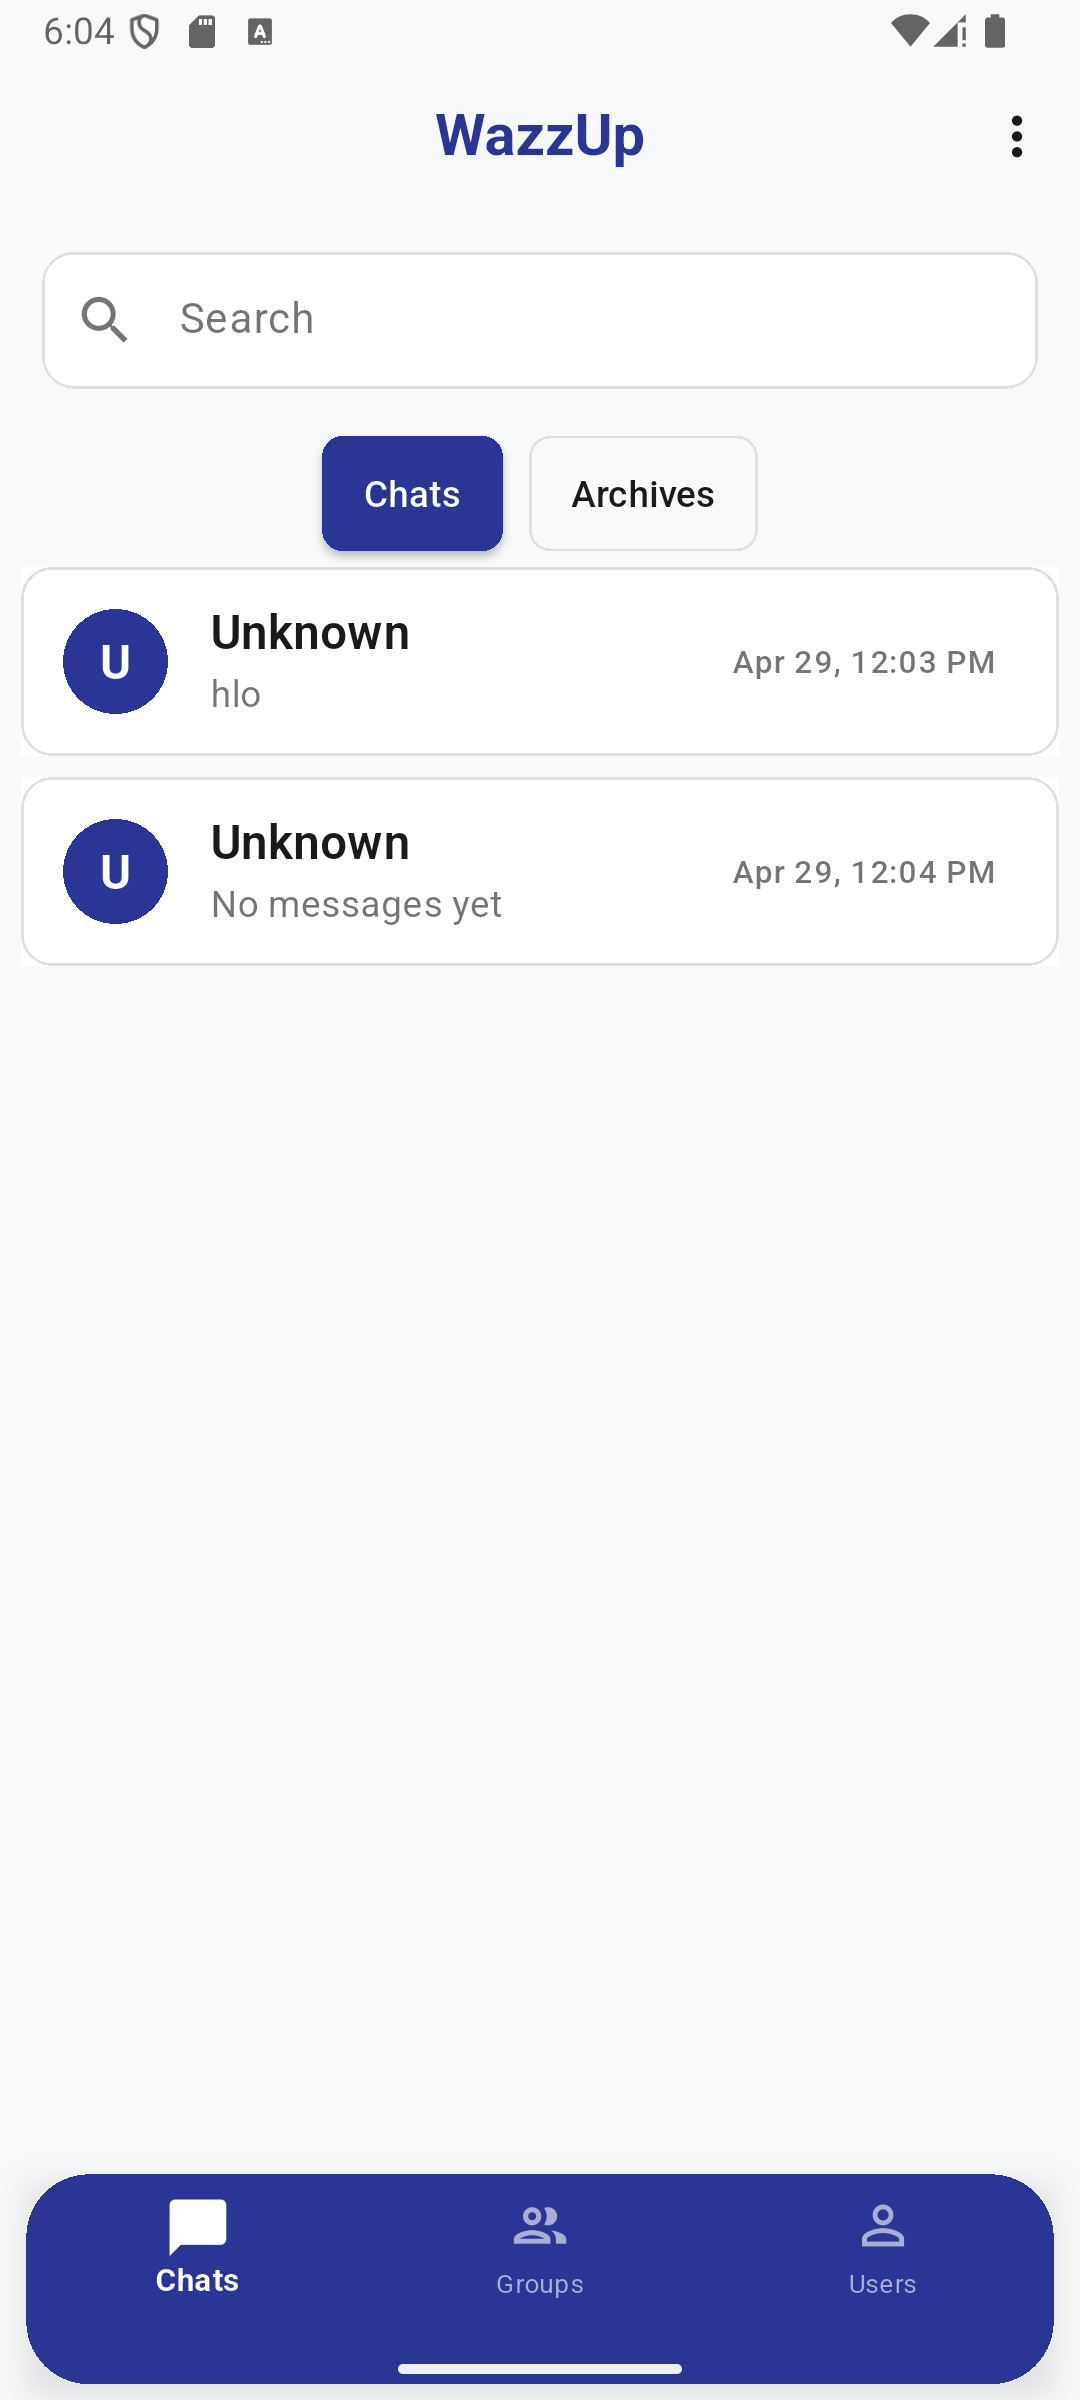 6:04
WazzUp
Search
Chats
Archives
U
Unknown
hlo
Apr 29, 12:03 PM
U
Unknown
No messages yet
Apr 29, 12:04 PM
Chats
Groups
Users